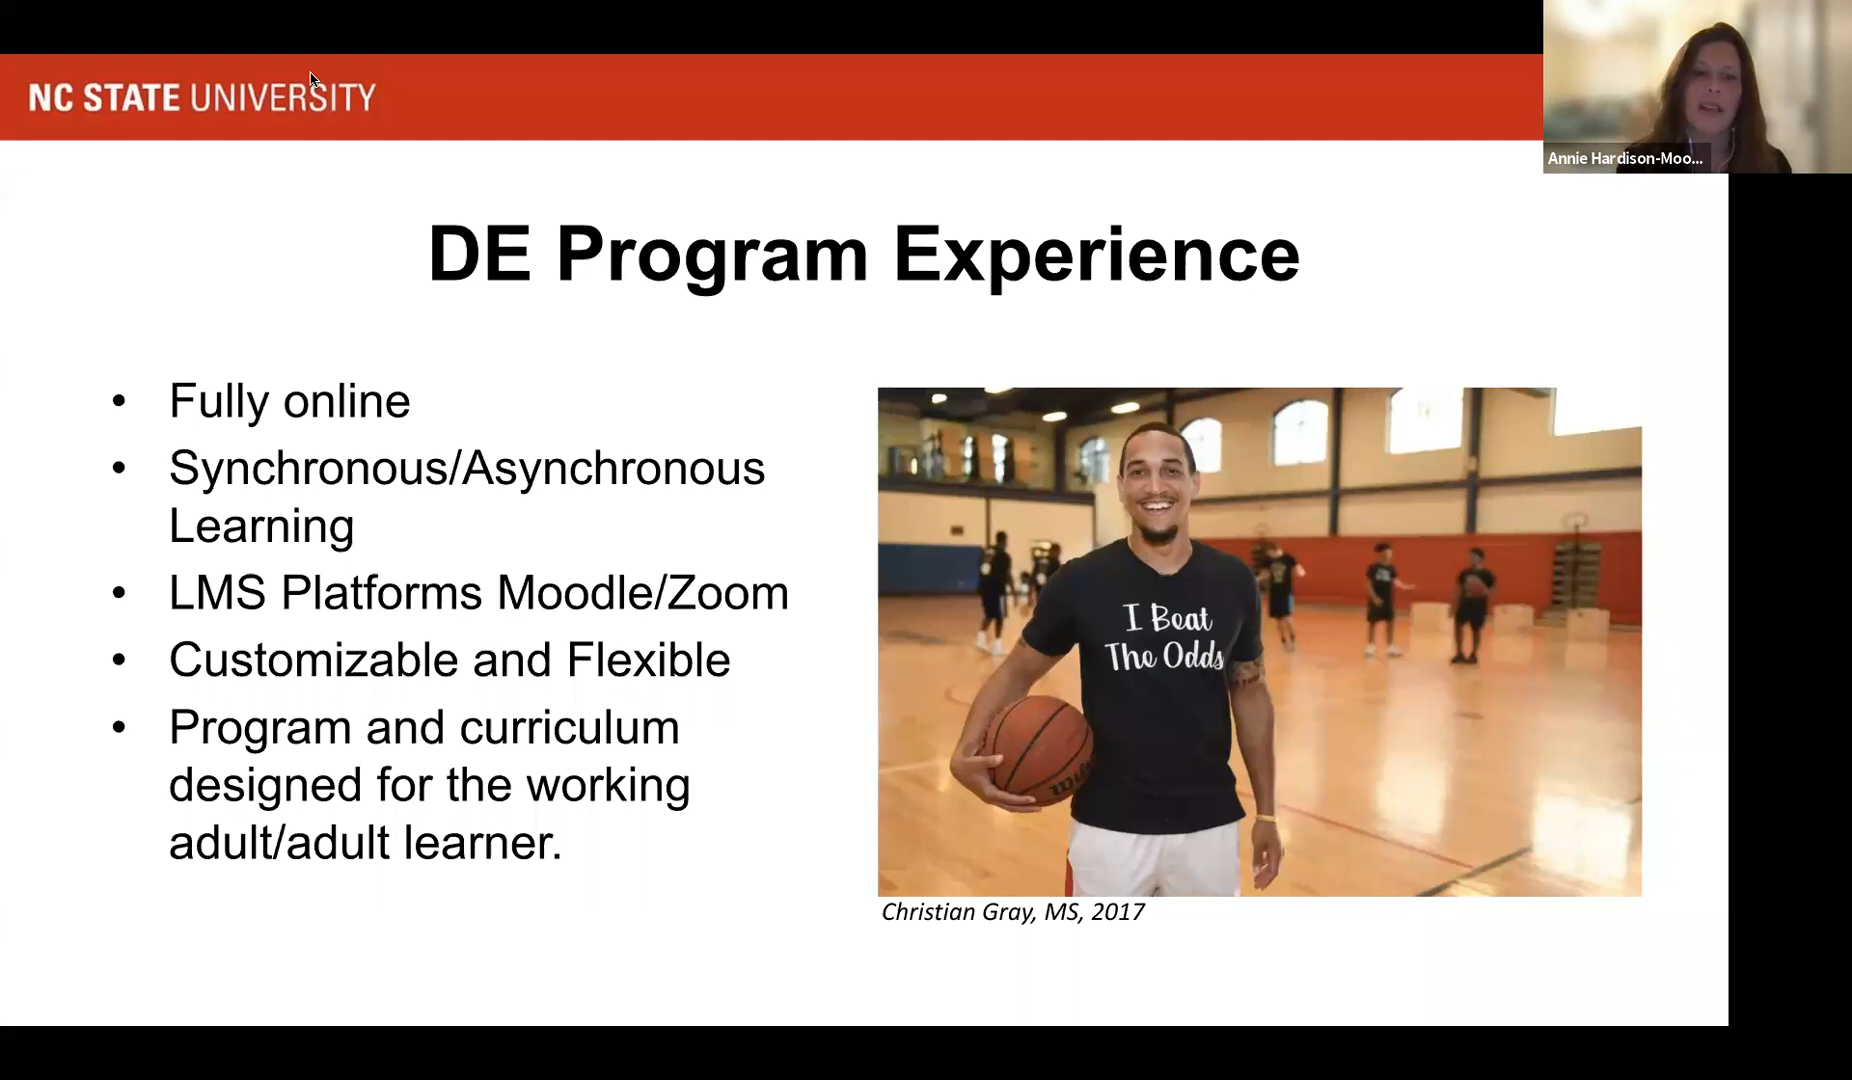 NC STATE UNIVERSITY
Annie Hardison-Moo...
DE Program Experience
• Fully online
• Synchronous/Asynchronous
Learning
• LMS Platforms Moodle/Zoom
• Customizable and Flexible
• Program and curriculum
designed for the working
adult/adult learner.
I Beat
The Odds
Christian Gray, MS, 2017